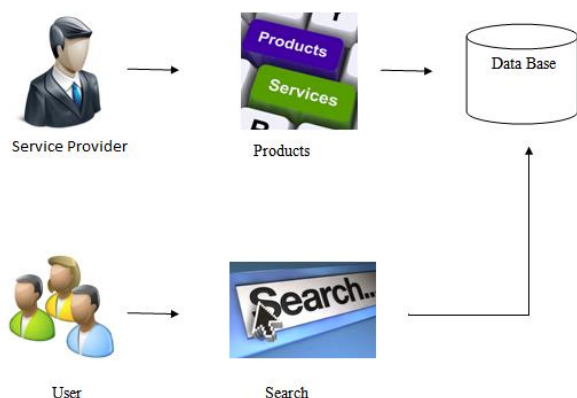 Products
Services
Data Base
Service Provider
Products
Search...
User
Search